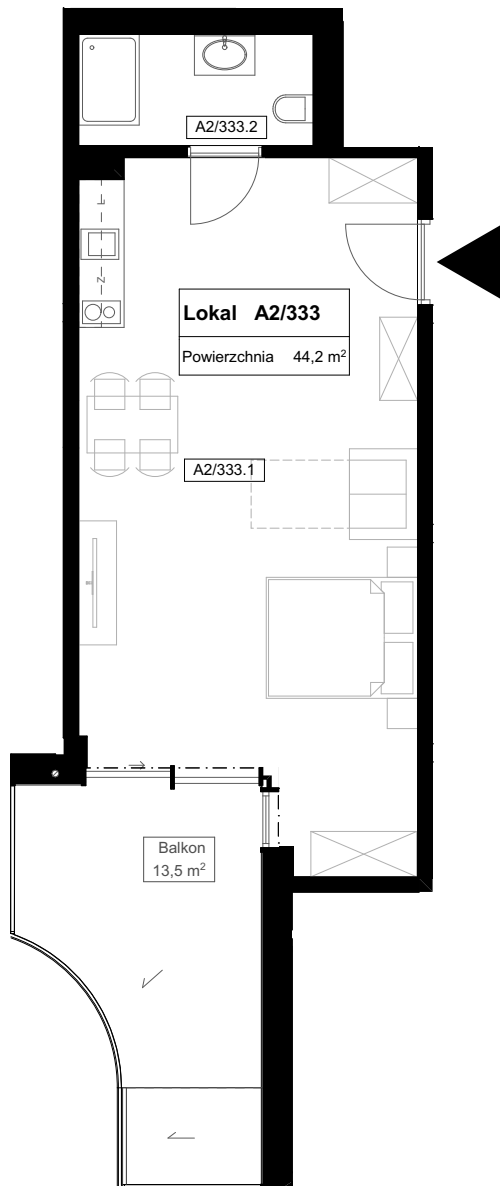 A2/333.2
Lokal A2/333
Powierzchnia 44,2 m²
A2/333.1
Balkon
13,5 m²